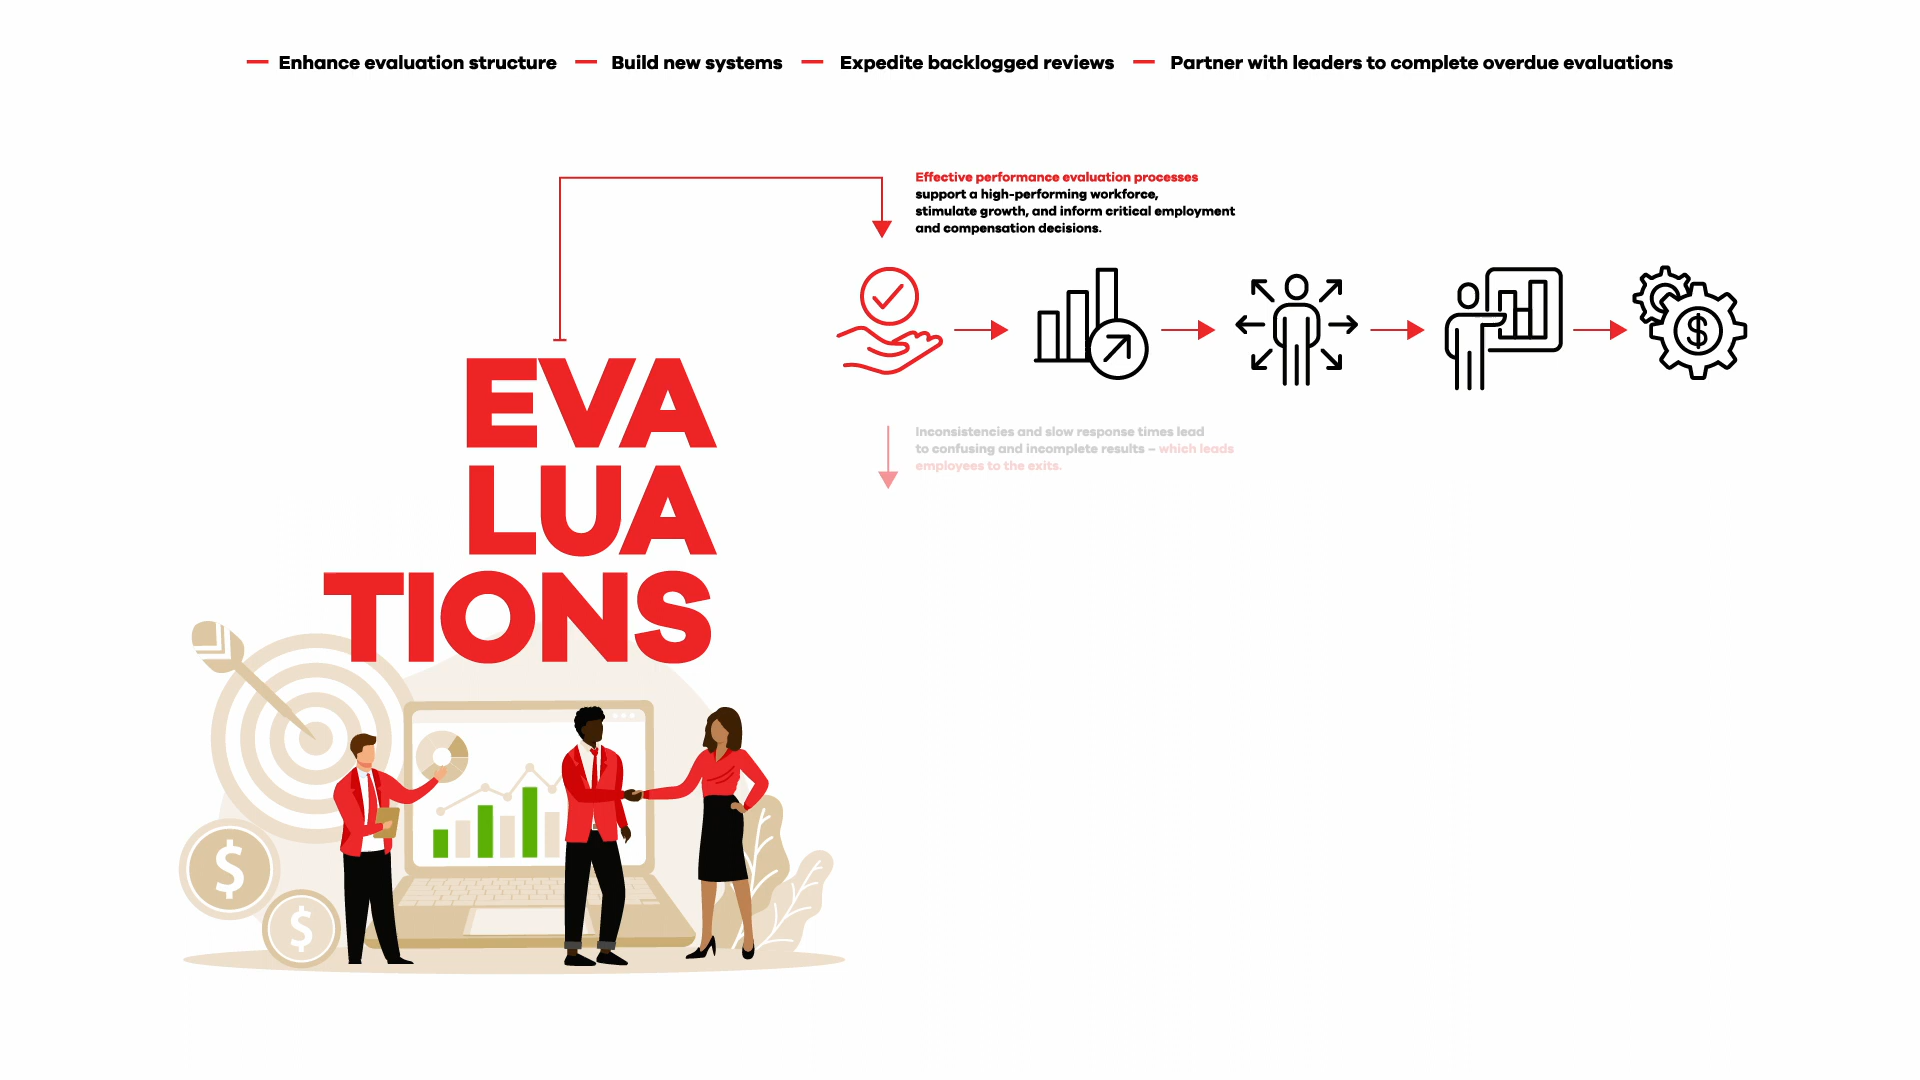 — Enhance evaluation structure — Build new systems — Expedite backlogged reviews — Partner with leaders to complete overdue evaluations
Effective performance evaluation processes
support a high-performing workforce,
stimulate growth, and inform critical employment
and compensation decisions.
$
Inconsistencies and slow response times lead
to confusing and incomplete results – which leads
employees to the exits.
EVA
LUA
TIONS
$
$